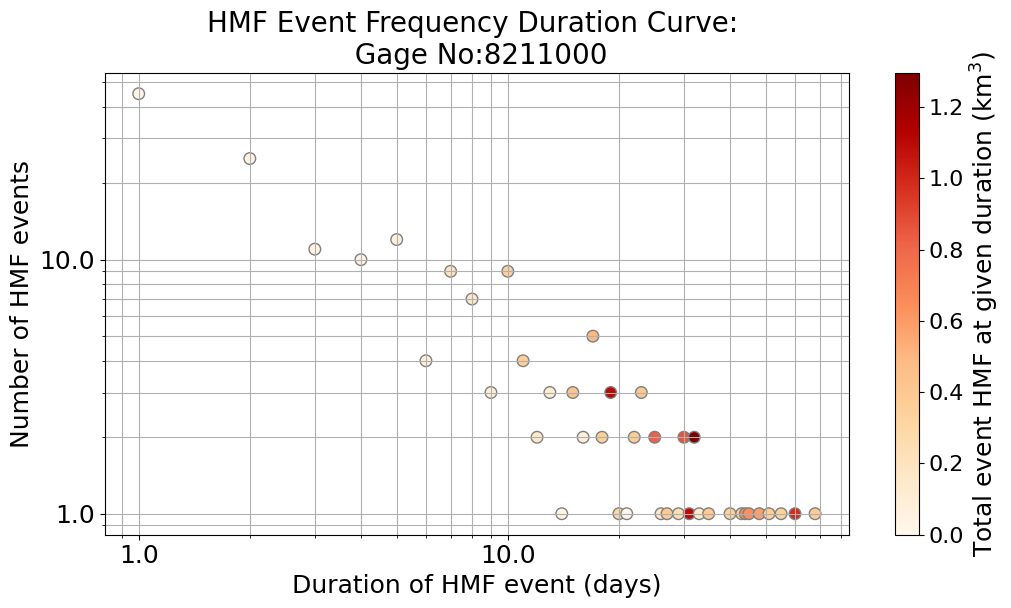 HMF Event Frequency Duration Curve:
Gage No:8211000
Number of HMF events
10.0
1.0
1.0
10.0
Duration of HMF event (days)
1.2
1.0
0.8
0.6
0.4
0.2
0.0
Total event HMF at given duration (km³)